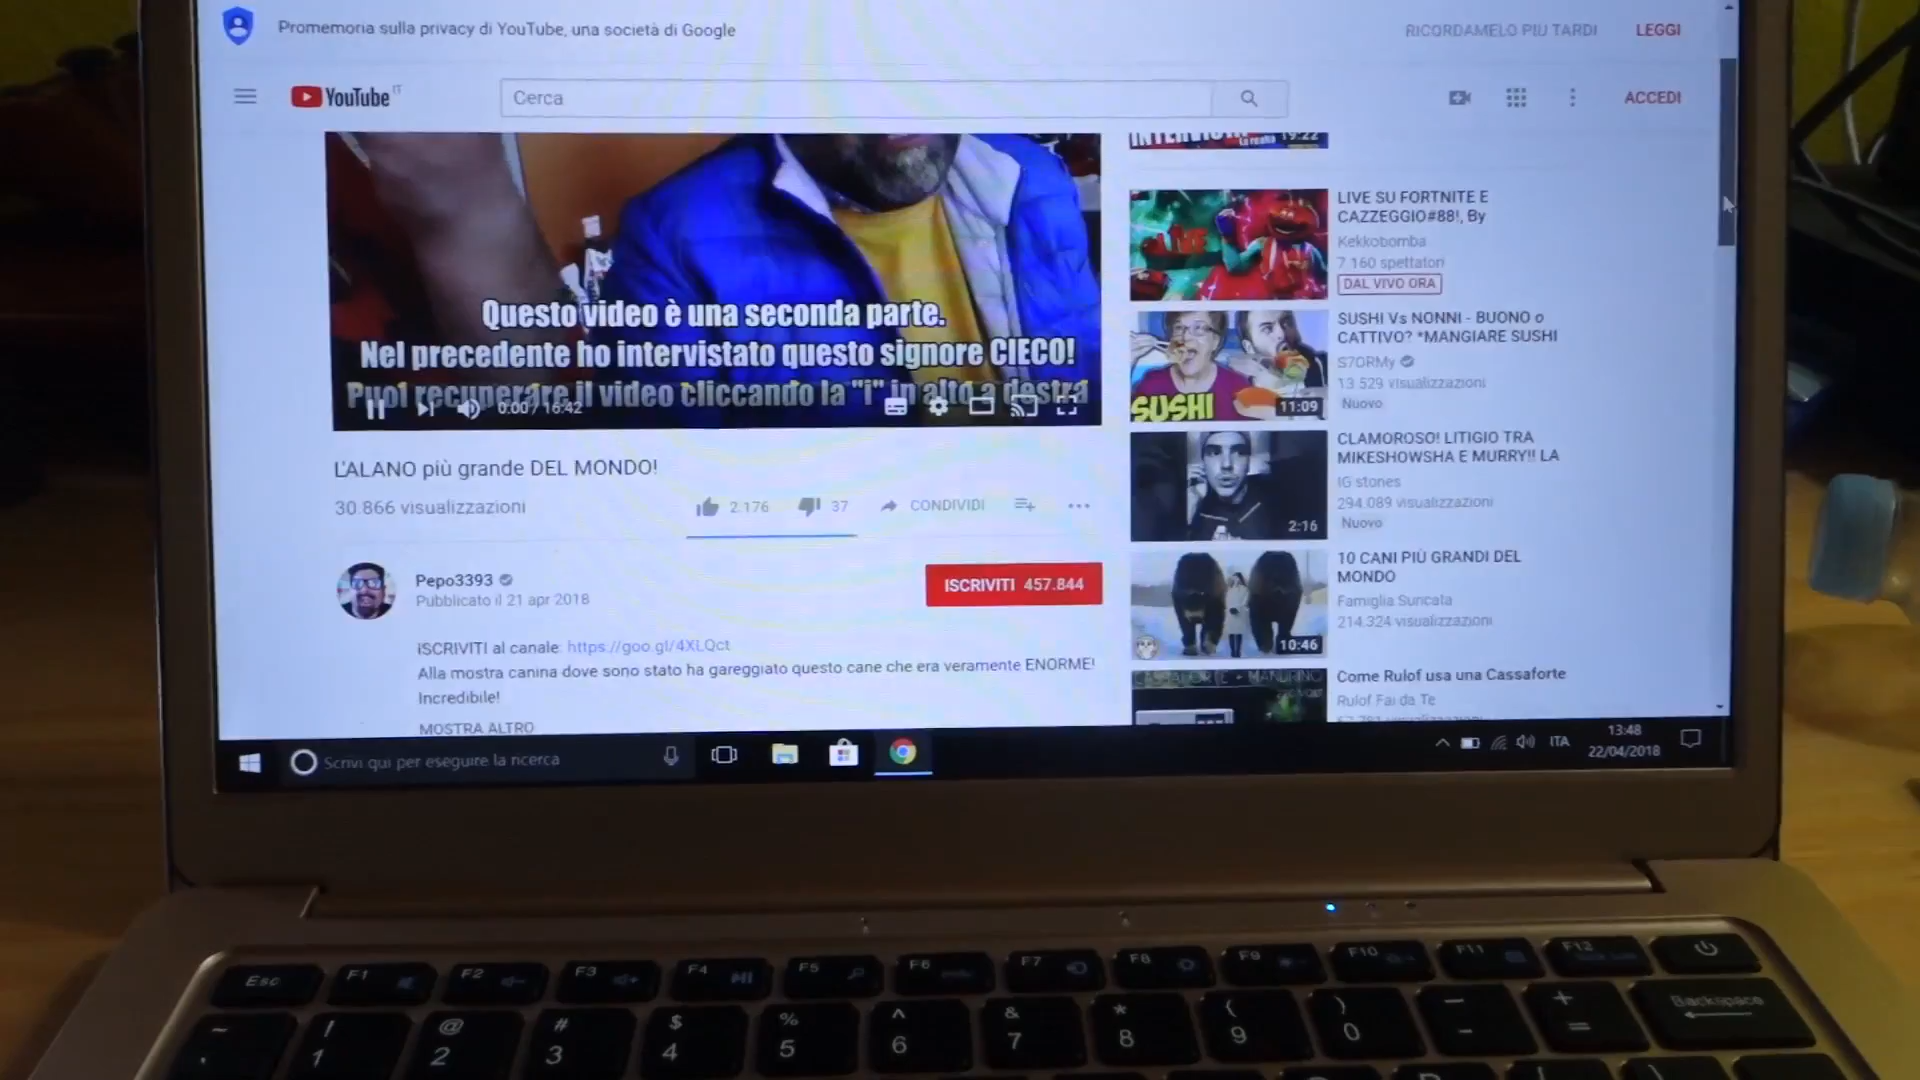 Promemoria sulla privacy di YouTube, una società di Google
RICORDAMELO PIÙ TARDI
LEGGI
YouTube IT
Cerca
ACCEDI
19:22
LIVE SU FORTNITE E
CAZZEGGIO#88!, By
Kekkobomba
7 160 spettatori
DAL VIVO ORA
Questo video è una seconda parte.
Nel precedente ho intervistato questo signore CIECO!
Puoi recuperare il video cliccando la "i" in alto a destra
0:00 / 16:42
SUSHI
11:09
SUSHI Vs NONNI - BUONO o
CATTIVO? *MANGIARE SUSHI
S7ORMy
13 529 visualizzazioni
Nuovo
L'ALANO più grande DEL MONDO!
30.866 visualizzazioni
2.176
37
CONDIVIDI
2:16
CLAMOROSO! LITIGIO TRA
MIKESHOWSHA E MURRY!! LA
IG stones
294.089 visualizzazioni
Nuovo
Pepo3393
Pubblicato il 21 apr 2018
ISCRIVITI 457.844
10:46
10 CANI PIÙ GRANDI DEL
MONDO
Famiglia Suricata
214.324 visualizzazioni
ISCRIVITI al canale: https://goo.gl/4XLQct
Alla mostra canina dove sono stato ha gareggiato questo cane che era veramente ENORME!
Incredibile!
MOSTRA ALTRO
Come Rulof usa una Cassaforte
Rulof Fai da Te
Scrivi qui per eseguire la ricerca
ITA
13:48
22/04/2018
Esc F1 F2 F3 F4 F5 F6 F7 F8 F9 F10 F11 F12
~ ! @ # $ % ^ & * ( ) _ + Backspace
1 2 3 4 5 6 7 8 9 0 - =